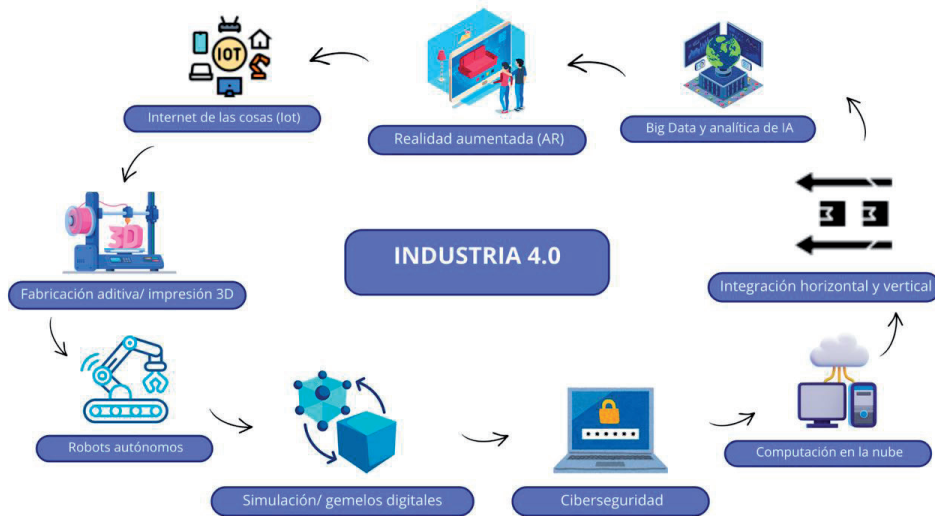 IOT
Internet de las cosas (Iot)
Realidad aumentada (AR)
Big Data y analítica de IA
3D
Fabricación aditiva/ impresión 3D
INDUSTRIA 4.0
Integración horizontal y vertical
Robots autónomos
Simulación/ gemelos digitales
Ciberseguridad
Computación en la nube